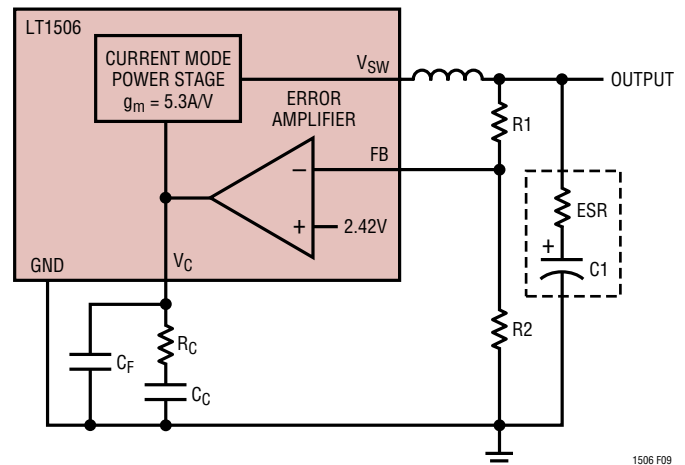 LT1506
CURRENT MODE
POWER STAGE
gm = 5.3A/V
VSW
OUTPUT
ERROR
AMPLIFIER
R1
FB
–
+
2.42V
ESR
+
C1
GND
VC
R2
RC
CF
CC
1506 F09